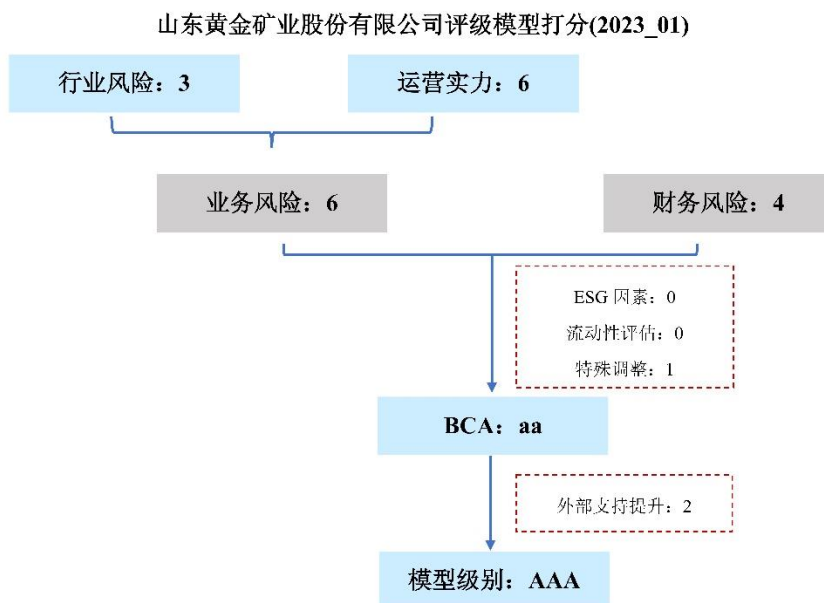 山东黄金矿业股份有限公司评级模型打分(2023_01)
行业风险：3
运营实力：6
业务风险：6
财务风险：4
ESG 因素：0
流动性评估：0
特殊调整：1
BCA：aa
外部支持提升：2
模型级别：AAA